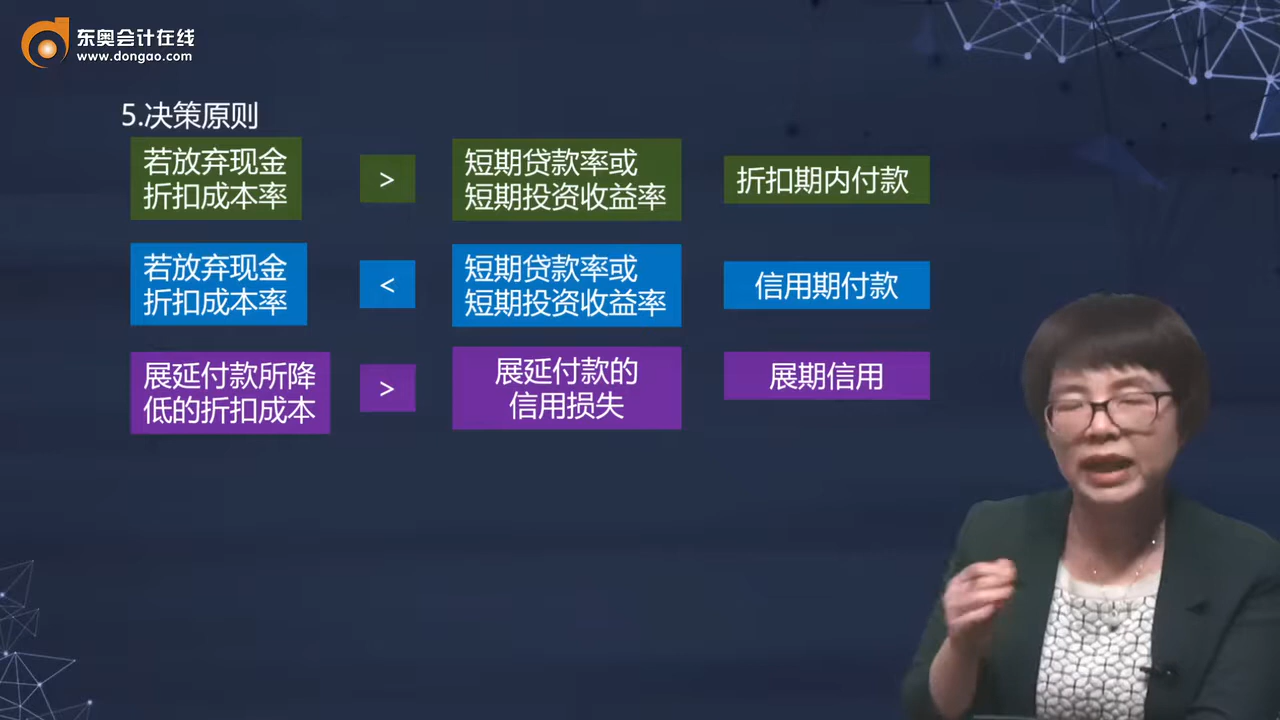 东奥会计在线
www.dongao.com
5.决策原则
若放弃现金
折扣成本率
>
短期贷款率或
短期投资收益率
折扣期内付款
若放弃现金
折扣成本率
<
短期贷款率或
短期投资收益率
信用期付款
展延付款所降
低的折扣成本
>
展延付款的
信用损失
展期信用